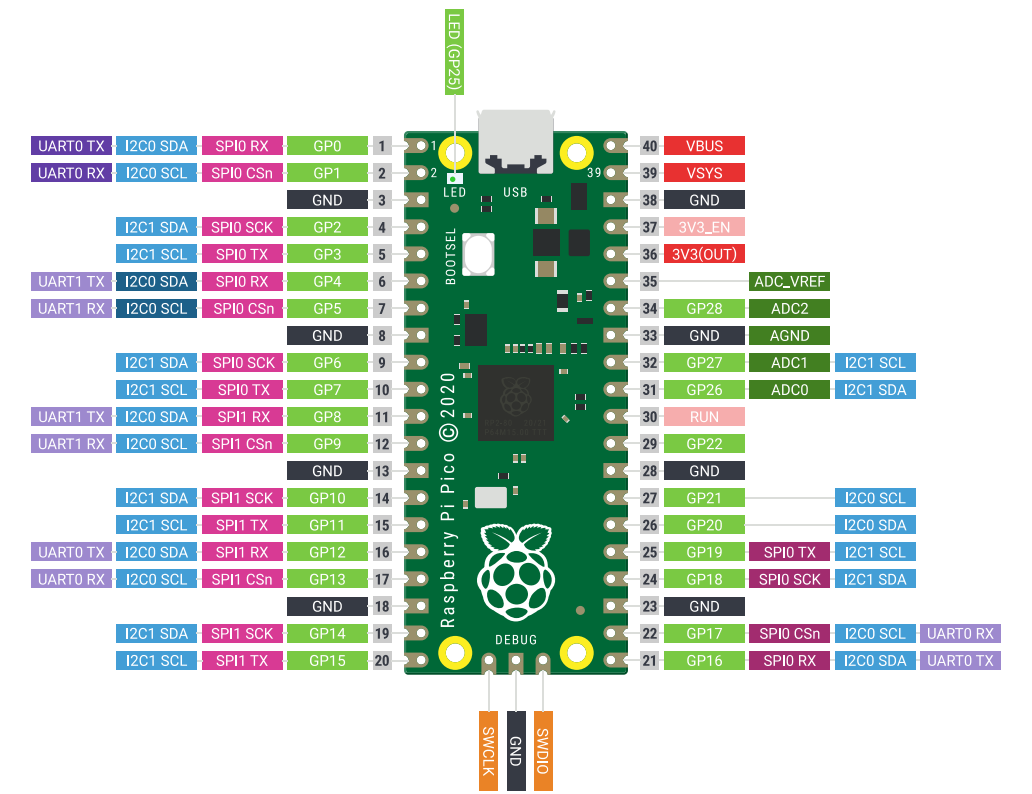 LED (GP25)
UART0 TX I2C0 SDA SPI0 RX GP0 1 1 40 VBUS
UART0 RX I2C0 SCL SPI0 CSn GP1 2 2 39 39 VSYS
LED USB
GND 3 38 GND
I2C1 SDA SPI0 SCK GP2 4 37 3V3_EN
I2C1 SCL SPI0 TX GP3 5 36 3V3(OUT)
BOOTSEL
UART1 TX I2C0 SDA SPI0 RX GP4 6 35 ADC_VREF
UART1 RX I2C0 SCL SPI0 CSn GP5 7 34 GP28 ADC2
GND 8 33 GND AGND
I2C1 SDA SPI0 SCK GP6 9 32 GP27 ADC1 I2C1 SCL
I2C1 SCL SPI0 TX GP7 10 31 GP26 ADC0 I2C1 SDA
UART1 TX I2C0 SDA SPI1 RX GP8 11 30 RUN
UART1 RX I2C0 SCL SPI1 CSn GP9 12 29 GP22
GND 13 28 GND
I2C1 SDA SPI1 SCK GP10 14 27 GP21 I2C0 SCL
I2C1 SCL SPI1 TX GP11 15 26 GP20 I2C0 SDA
UART0 TX I2C0 SDA SPI1 RX GP12 16 25 GP19 SPI0 TX I2C1 SCL
UART0 RX I2C0 SCL SPI1 CSn GP13 17 24 GP18 SPI0 SCK I2C1 SDA
GND 18 23 GND
I2C1 SDA SPI1 SCK GP14 19 22 GP17 SPI0 CSn I2C0 SCL UART0 RX
I2C1 SCL SPI1 TX GP15 20 21 GP16 SPI0 RX I2C0 SDA UART0 TX
Raspberry Pi Pico © 2020
DEBUG
SWCLK GND SWDIO